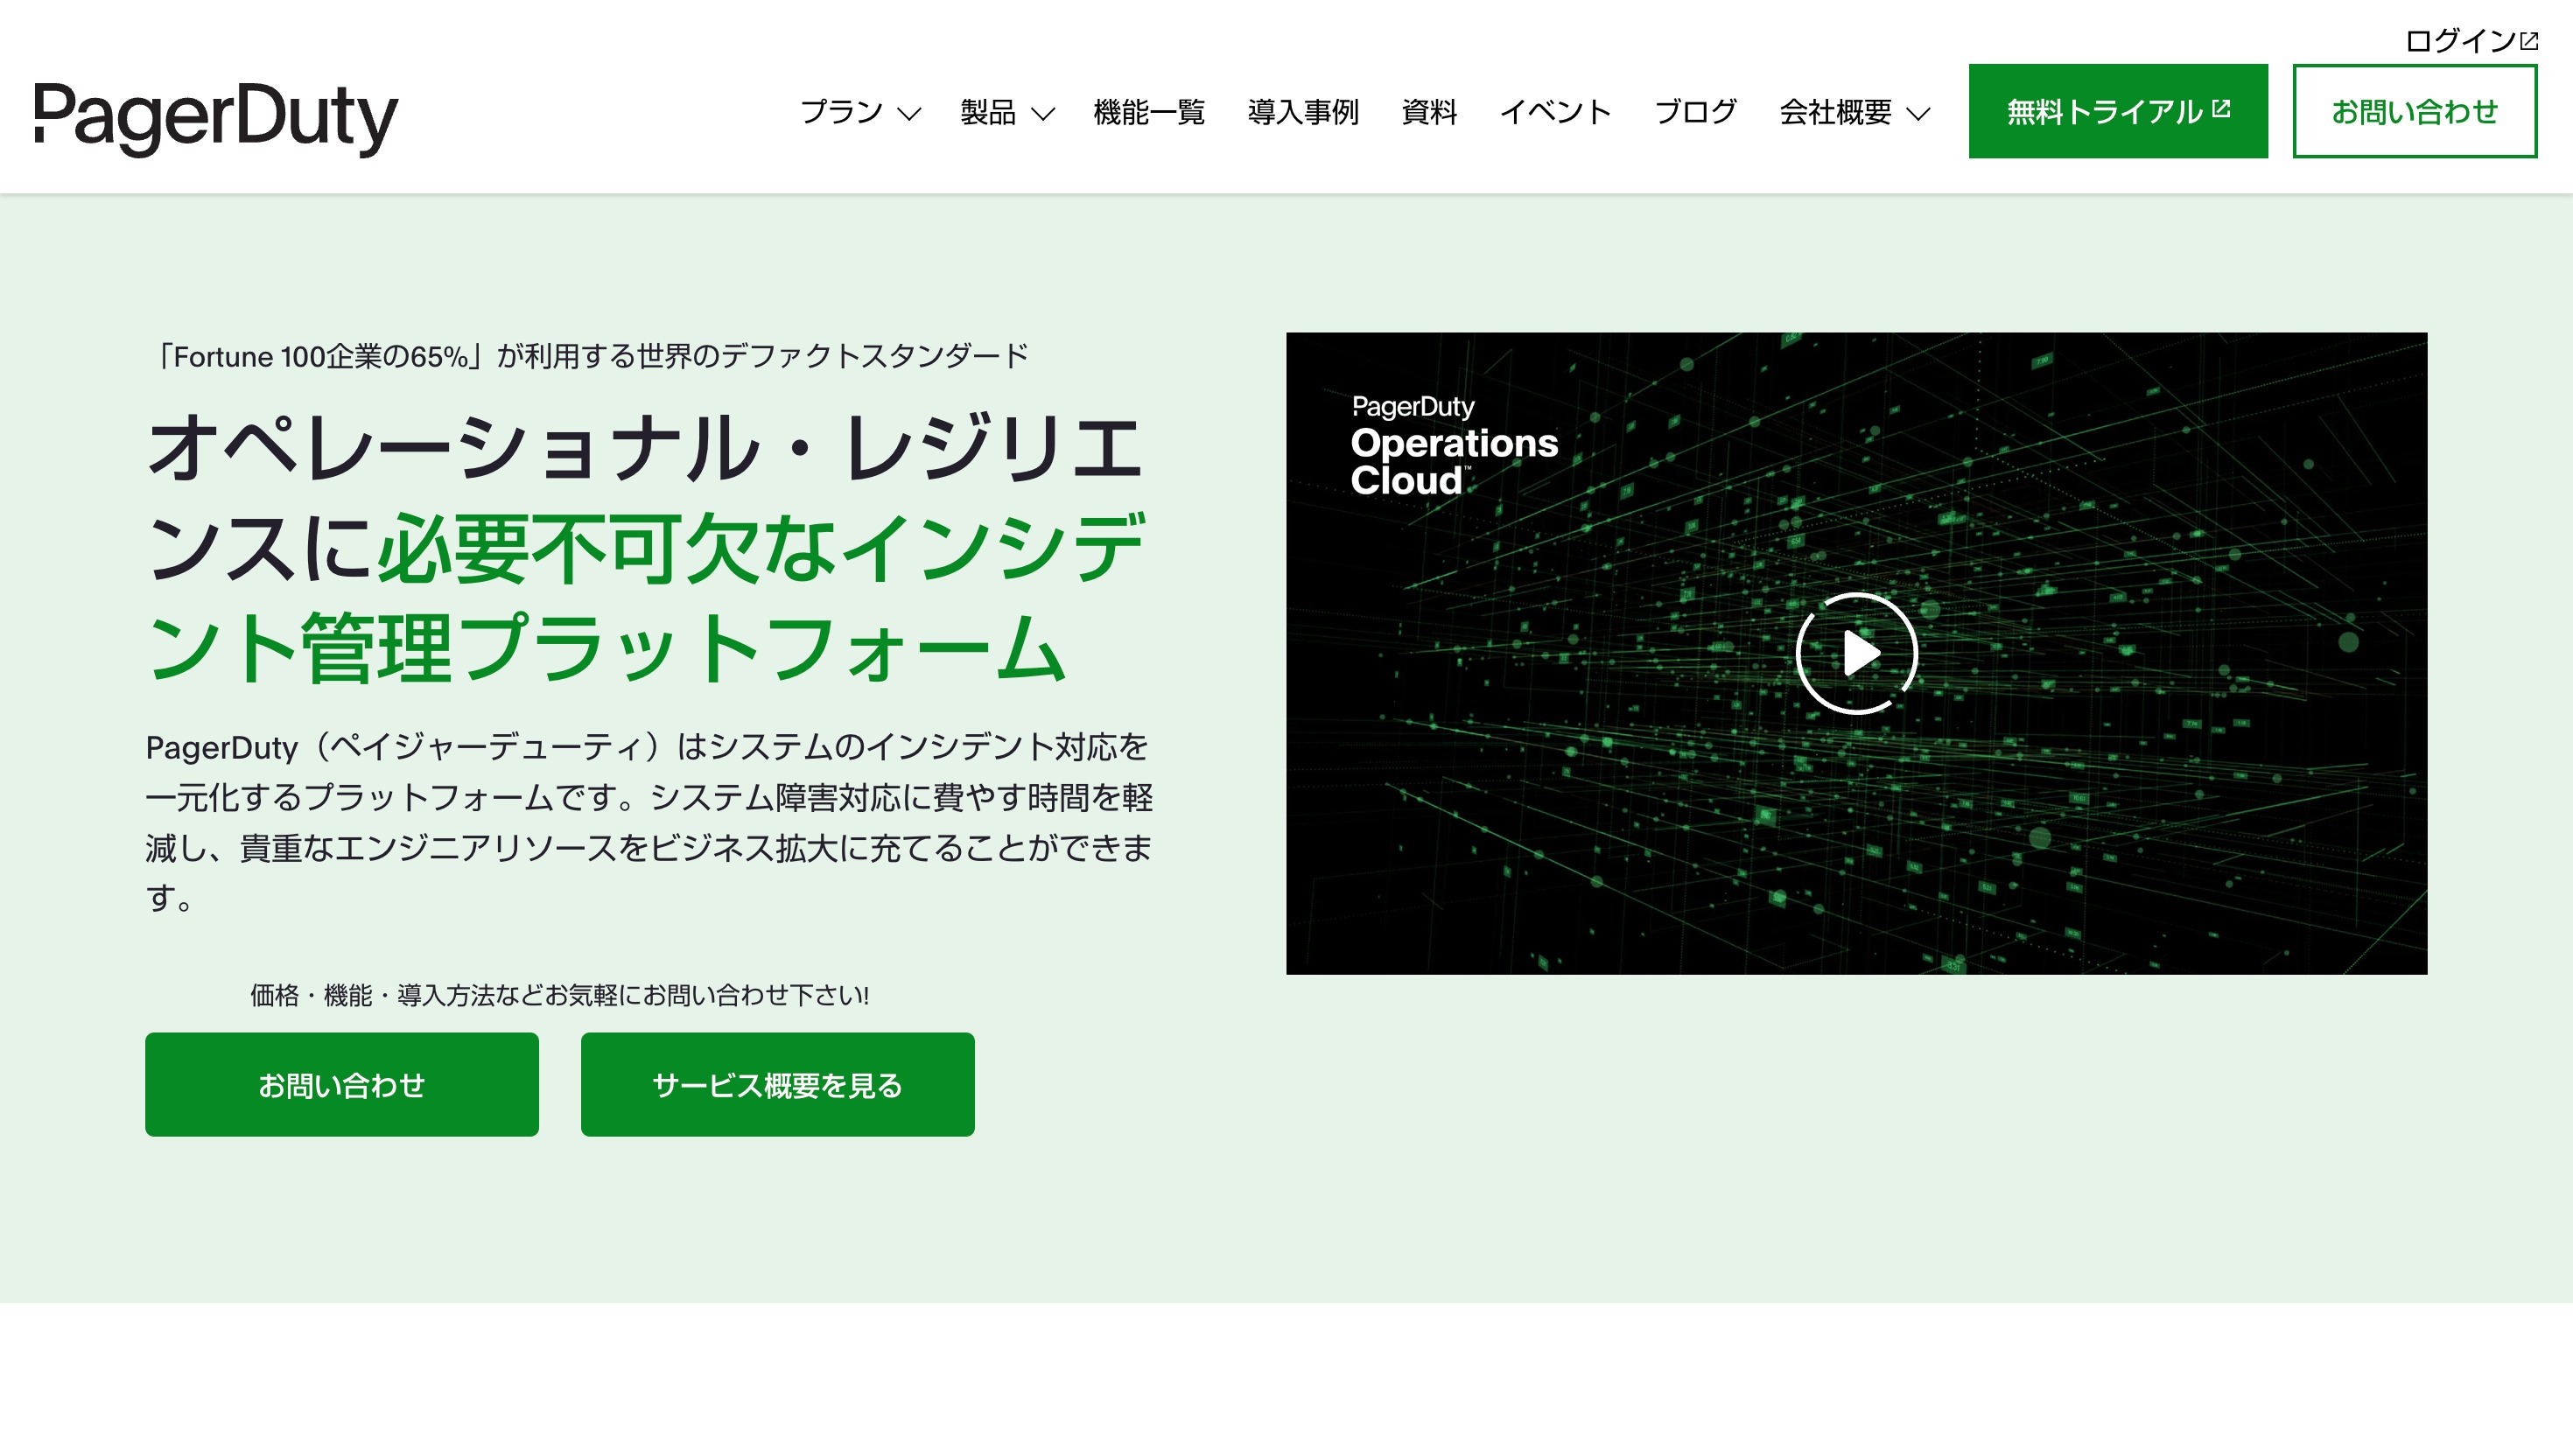 ログイン
PagerDuty
プラン 製品 機能一覧 導入事例 資料 イベント ブログ 会社概要 無料トライアル お問い合わせ
「Fortune 100企業の65%」が利用する世界のデファクトスタンダード
オペレーショナル・レジリエ
ンスに必要不可欠なインシデ
ント管理プラットフォーム
PagerDuty（ペイジャーデューティ）はシステムのインシデント対応を
一元化するプラットフォームです。システム障害対応に費やす時間を軽
減し、貴重なエンジニアリソースをビジネス拡大に充てることができま
す。
価格・機能・導入方法などお気軽にお問い合わせ下さい!
お問い合わせ サービス概要を見る
PagerDuty
Operations
Cloud™